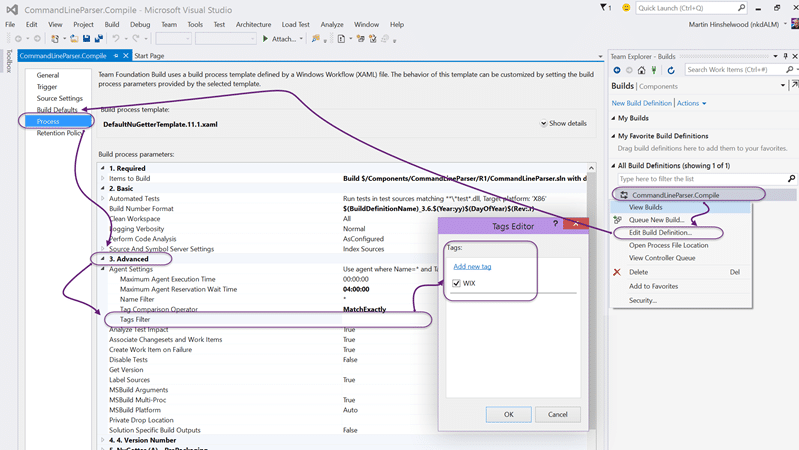 CommandLineParser.Compile - Microsoft Visual Studio
1
Quick Launch (Ctrl+Q)
File Edit View Project Build Debug Team Tools Test Architecture Load Test Analyze Window Help
Martin Hinshelwood (nkdALM)
Attach...
Toolbox
CommandLineParser.Compile
Start Page
General
Trigger
Source Settings
Build Defaults
Process
Retention Policy
Team Foundation Build uses a build process template defined by a Windows Workflow (XAML) file. The behavior of this template can be customized by setting the
build process parameters provided by the selected template.
Build process template:
DefaultNuGetterTemplate.11.1.xaml
Show details
Build process parameters:
1. Required
Items to Build Build $/Components/CommandLineParser/R1/CommandLineParser.sln with d
2. Basic
Automated Tests Run tests in test sources matching **\*test*.dll, Target platform: 'X86'
Build Number Format $(BuildDefinitionName)_3.6.$(Year:yy)$(DayOfYear)$(Rev:.r)
Clean Workspace All
Logging Verbosity Normal
Perform Code Analysis AsConfigured
Source And Symbol Server Settings Index Sources
3. Advanced
Agent Settings Use agent where Name=* and Ta
Maximum Agent Execution Time 00:00:00
Maximum Agent Reservation Wait Time 04:00:00
Name Filter *
Tag Comparison Operator MatchExactly
Tags Filter
Analyze Test Impact True
Associate Changesets and Work Items True
Create Work Item on Failure True
Disable Tests False
Get Version
Label Sources True
MSBuild Arguments
MSBuild Multi-Proc True
MSBuild Platform Auto
Private Drop Location
Solution Specific Build Outputs False
4. 4. Version Number
Tags Editor
?
Tags:
Add new tag
WIX
OK
Cancel
Team Explorer - Builds
Search Work Items (Ctrl+#)
Builds | Components
New Build Definition | Actions
My Builds
My Favorite Build Definitions
Drag build definitions here to add them to your favorites.
All Build Definitions (showing 1 of 1)
Type here to filter the list
CommandLineParser.Compile
View Builds
Queue New Build...
Edit Build Definition...
Open Process File Location
View Controller Queue
Delete Del
Add to Favorites
Security...